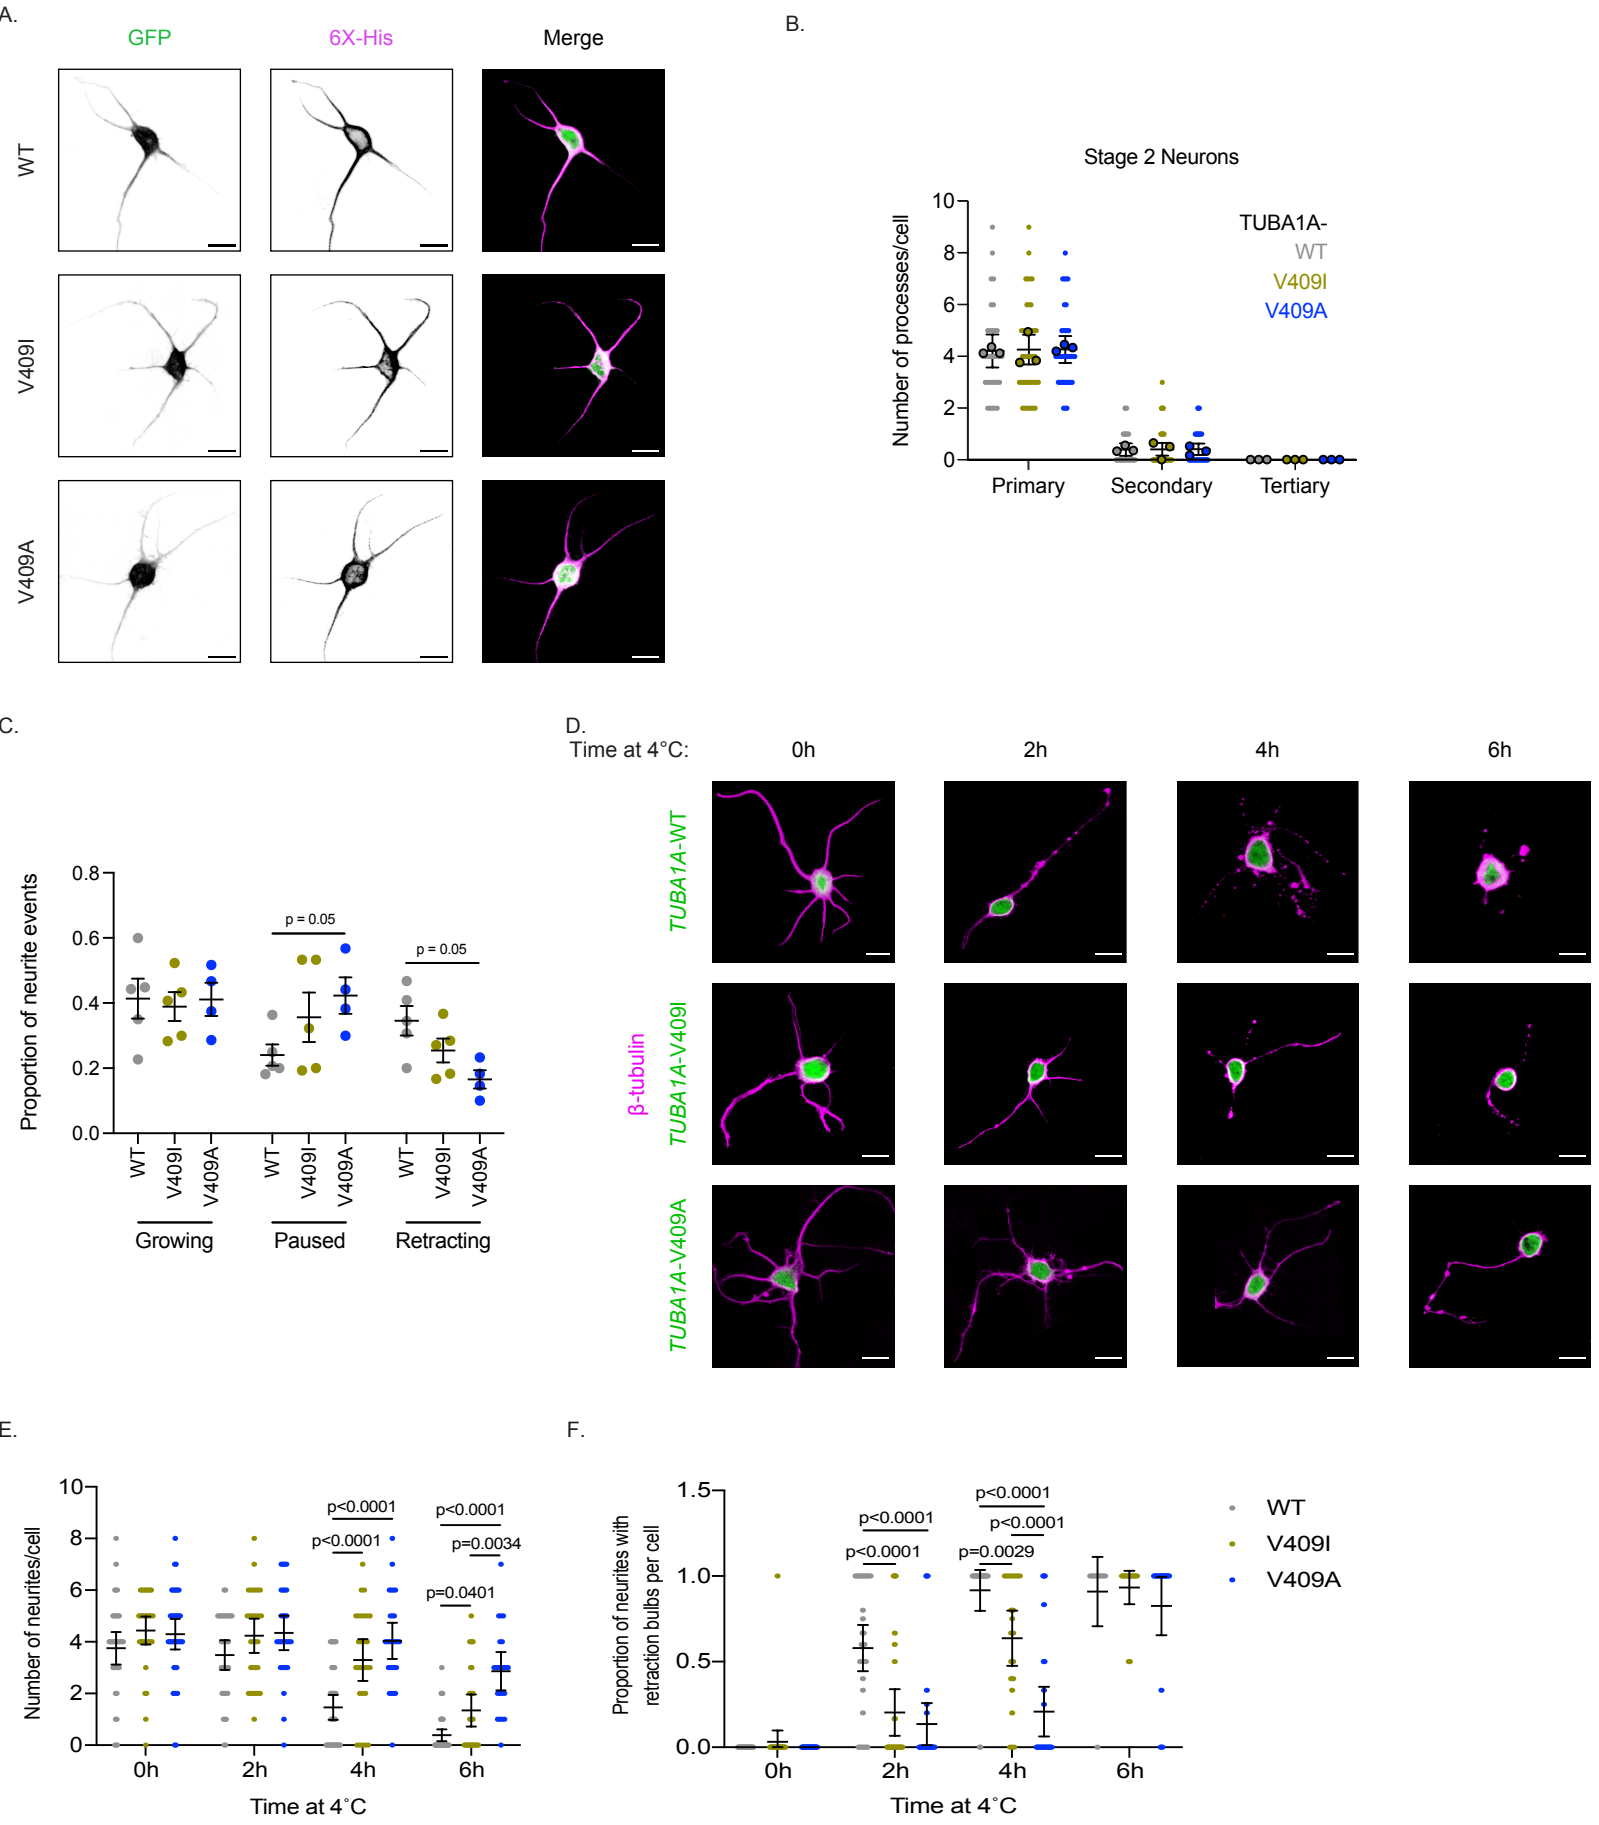 A.
GFP
6X-His
Merge
WT
V409I
V409A
B.
Stage 2 Neurons
Number of processes/cell
10
8
6
4
2
0
TUBA1A-
WT
V409I
V409A
Primary
Secondary
Tertiary
C.
Proportion of neurite events
0.8
0.6
0.4
0.2
0.0
p = 0.05
p = 0.05
WT
V409I
V409A
WT
V409I
V409A
WT
V409I
V409A
Growing
Paused
Retracting
D.
Time at 4°C:
0h
2h
4h
6h
β-tubulin
TUBA1A-WT
TUBA1A-V409I
TUBA1A-V409A
E.
Number of neurites/cell
10
8
6
4
2
0
p<0.0001
p<0.0001
p<0.0001
p=0.0034
p=0.0401
0h
2h
4h
6h
Time at 4˚C
F.
Proportion of neurites with
retraction bulbs per cell
1.5
1.0
0.5
0.0
p<0.0001
p<0.0001
p<0.0001
p<0.0001
p=0.0029
0h
2h
4h
6h
Time at 4˚C
WT
V409I
V409A